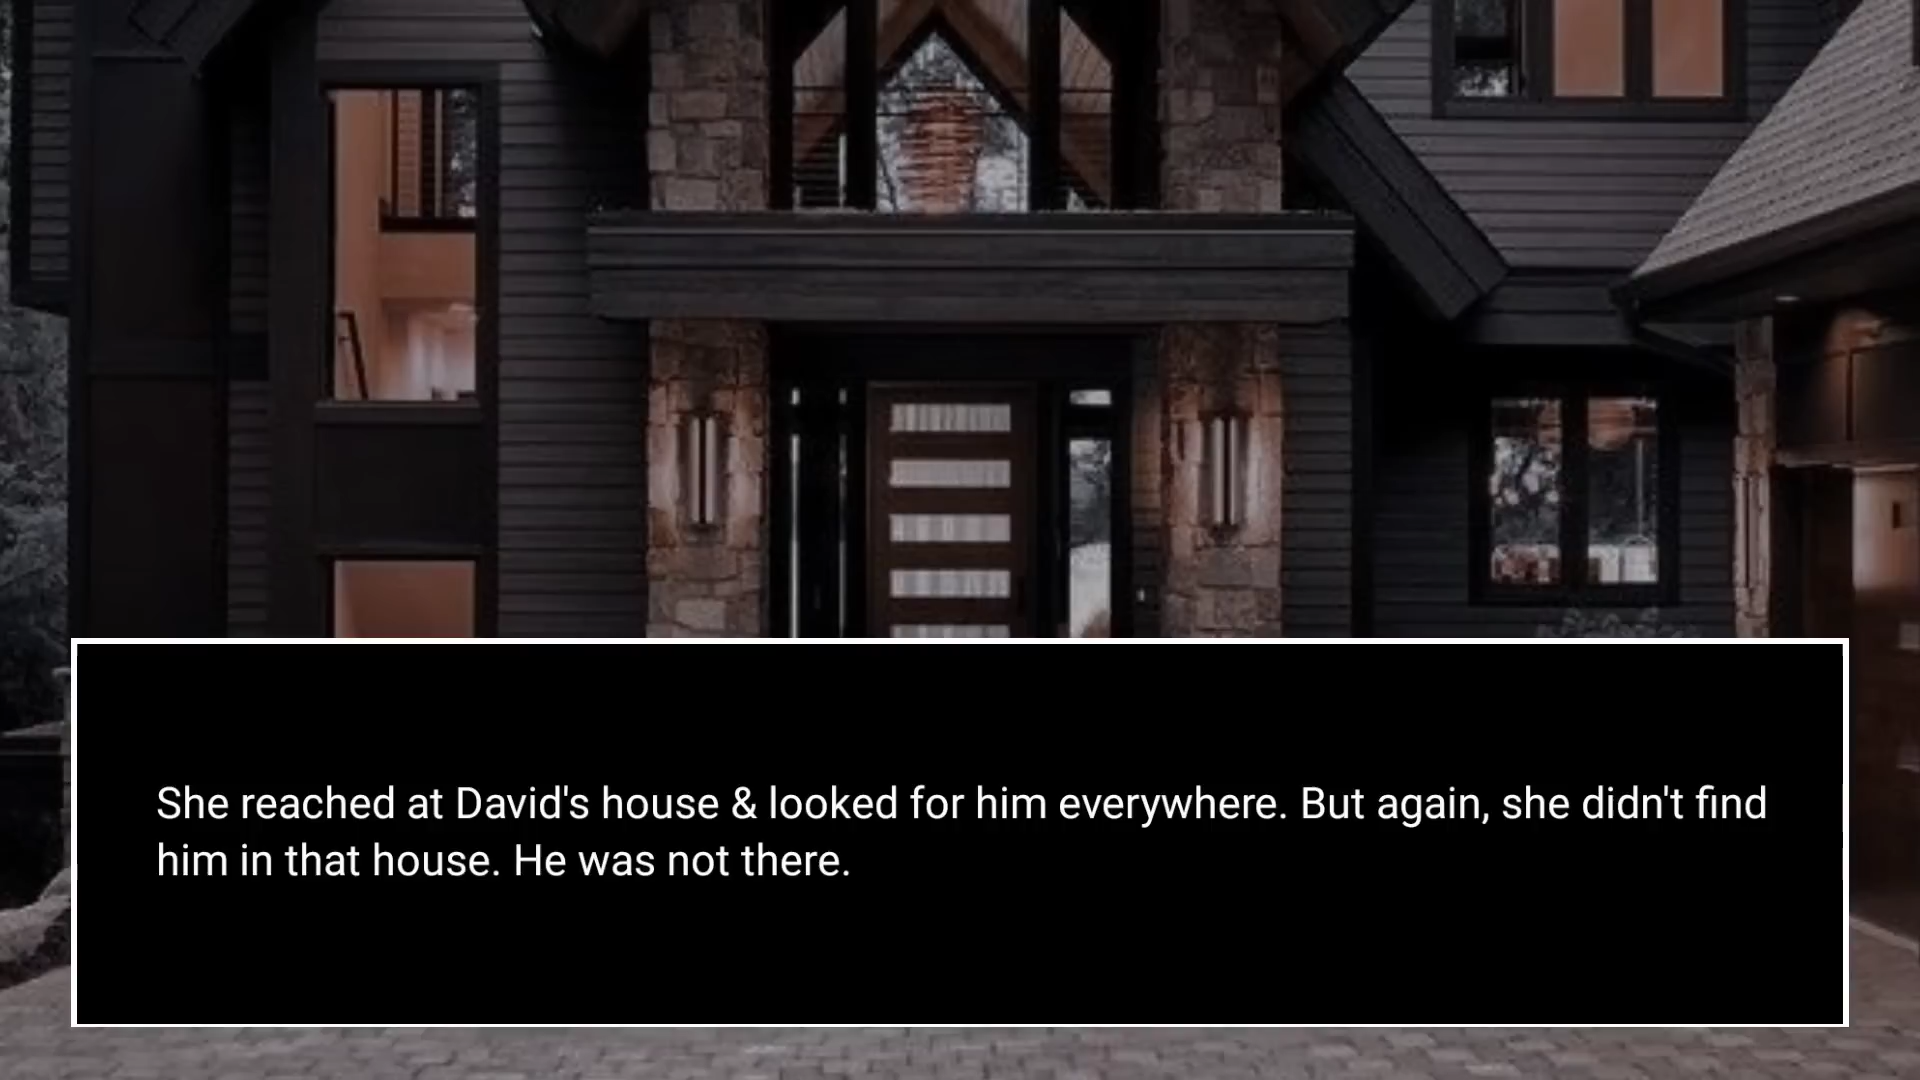 She reached at David's house & looked for him everywhere. But again, she didn't find
him in that house. He was not there.